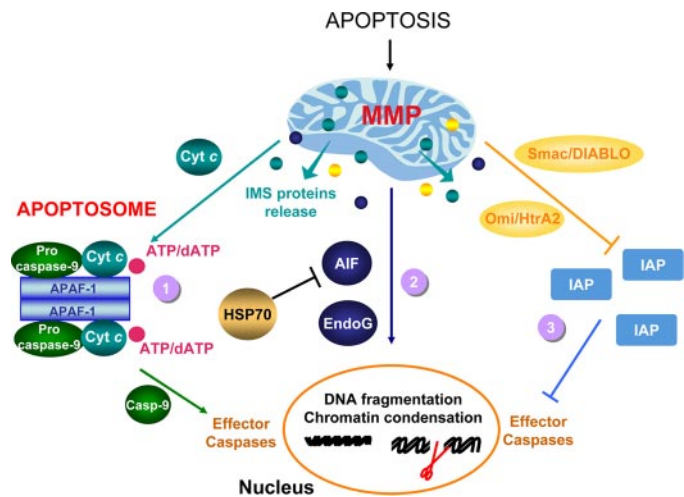 APOPTOSIS
MMP
Cyt c
Smac/DIABLO
IMS proteins
release
Omi/HtrA2
APOPTOSOME
ATP/dATP
Pro
caspase-9
Cyt c
APAF-1
APAF-1
Pro
caspase-9
Cyt c
ATP/dATP
1
AIF
2
HSP70
EndoG
IAP
IAP
IAP
3
Casp-9
Effector
Caspases
DNA fragmentation
Chromatin condensation
Effector
Caspases
Nucleus